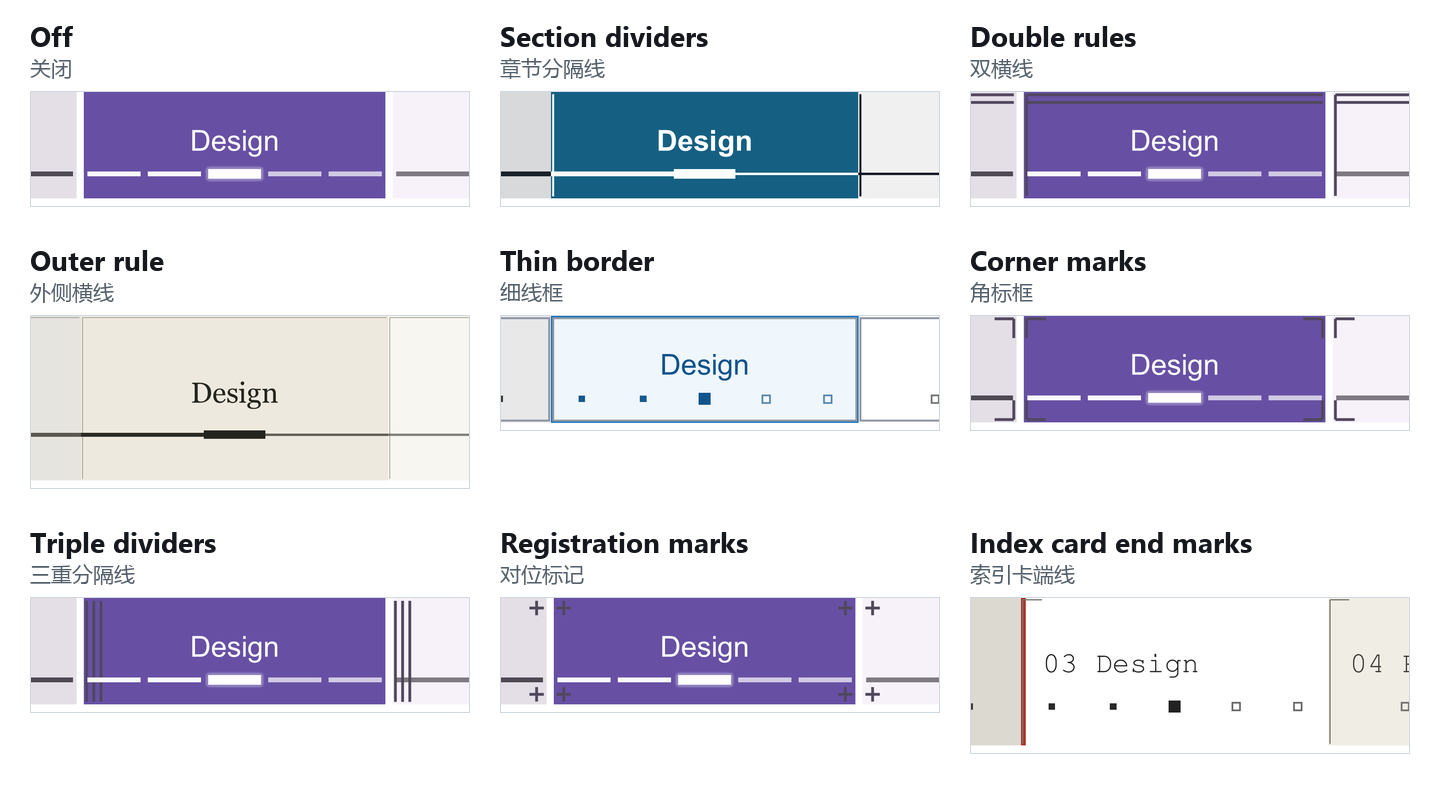 Off
关闭
Design
Section dividers
章节分隔线
Design
Double rules
双横线
Design
Outer rule
外侧横线
Design
Thin border
细线框
Design
Corner marks
角标框
Design
Triple dividers
三重分隔线
Design
Registration marks
对位标记
Design
Index card end marks
索引卡端线
03 Design
04